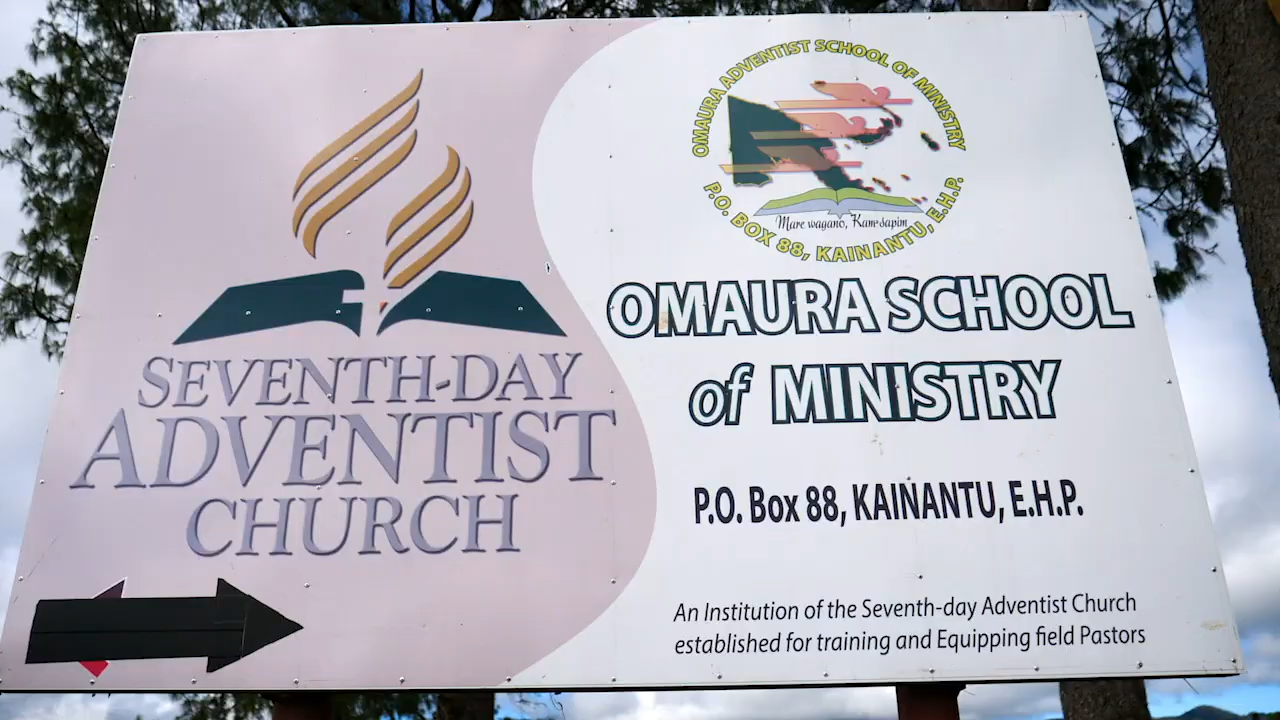 SEVENTH-DAY
ADVENTIST
CHURCH
OMAURA ADVENTIST SCHOOL OF MINISTRY
Mare wagano, Kam-sapim
P.O. BOX 88, KAINANTU, E.H.P.
OMAURA SCHOOL
of MINISTRY
P.O. Box 88, KAINANTU, E.H.P.
An Institution of the Seventh-day Adventist Church
established for training and Equipping field Pastors